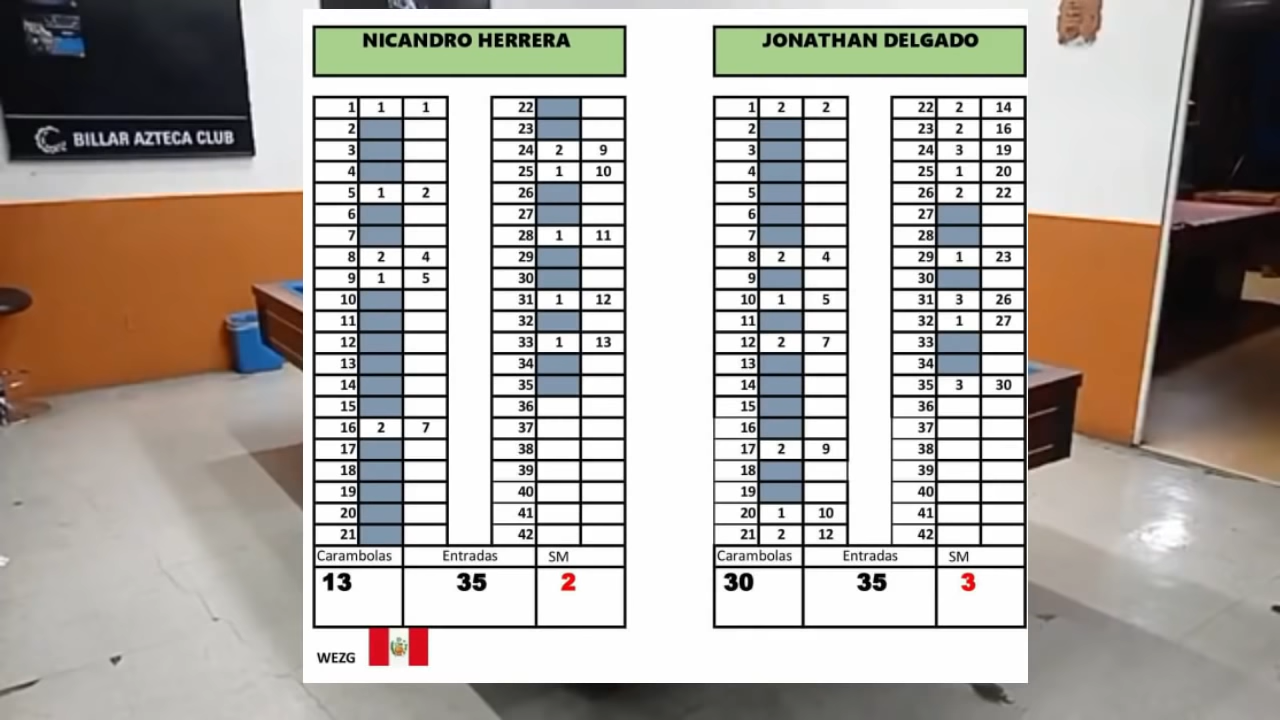 BILLAR AZTECA CLUB
NICANDRO HERRERA
1 1 1 22
2 23
3 24 2 9
4 25 1 10
5 1 2 26
6 27
7 28 1 11
8 2 4 29
9 1 5 30
10 31 1 12
11 32
12 33 1 13
13 34
14 35
15 36
16 2 7 37
17 38
18 39
19 40
20 41
21 42
Carambolas Entradas SM
13 35 2
WEZG
JONATHAN DELGADO
1 2 2 22 2 14
2 23 2 16
3 24 3 19
4 25 1 20
5 26 2 22
6 27
7 28
8 2 4 29 1 23
9 30
10 1 5 31 3 26
11 32 1 27
12 2 7 33
13 34
14 35 3 30
15 36
16 37
17 2 9 38
18 39
19 40
20 1 10 41
21 2 12 42
Carambolas Entradas SM
30 35 3